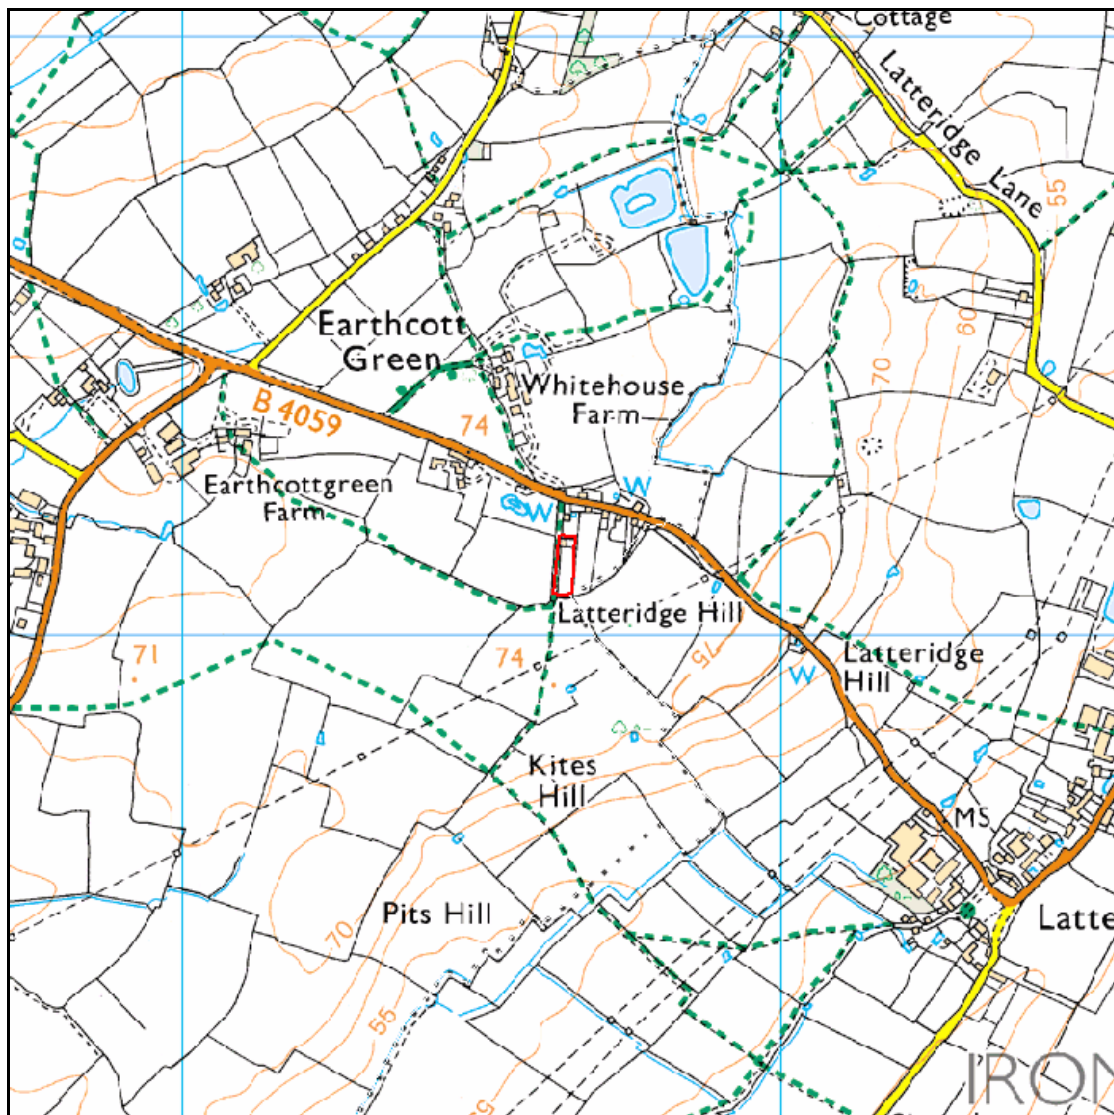 Cottage
Latteridge
Lane
55
60
70
Earthcott
Green
Whitehouse
Farm
B 4059
74
Earthcottgreen
Farm
W
W
Latteridge Hill
71
74
75
Latteridge
Hill
W
Kites
Hill
MS
Pits Hill
70
Latte
55
55
IRON